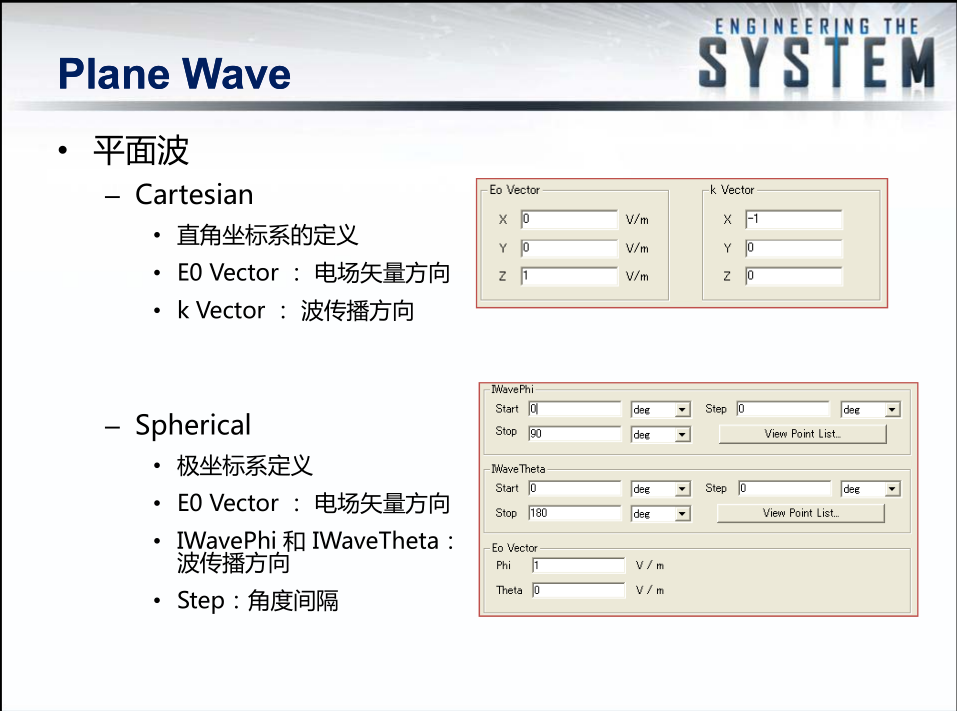 ENGINEERING THE
SYSTEM
Plane Wave
• 平面波
– Cartesian
• 直角坐标系的定义
• E0 Vector ： 电场矢量方向
• k Vector ： 波传播方向
Eo Vector
X 0 V/m
Y 0 V/m
Z 1 V/m
k Vector
X -1
Y 0
Z 0
– Spherical
• 极坐标系定义
• E0 Vector ： 电场矢量方向
• IWavePhi 和 IWaveTheta：
波传播方向
• Step：角度间隔
IWavePhi
Start 0 deg Step 0 deg
Stop 90 deg View Point List...
IWaveTheta
Start 0 deg Step 0 deg
Stop 180 deg View Point List...
Eo Vector
Phi 1 V / m
Theta 0 V / m